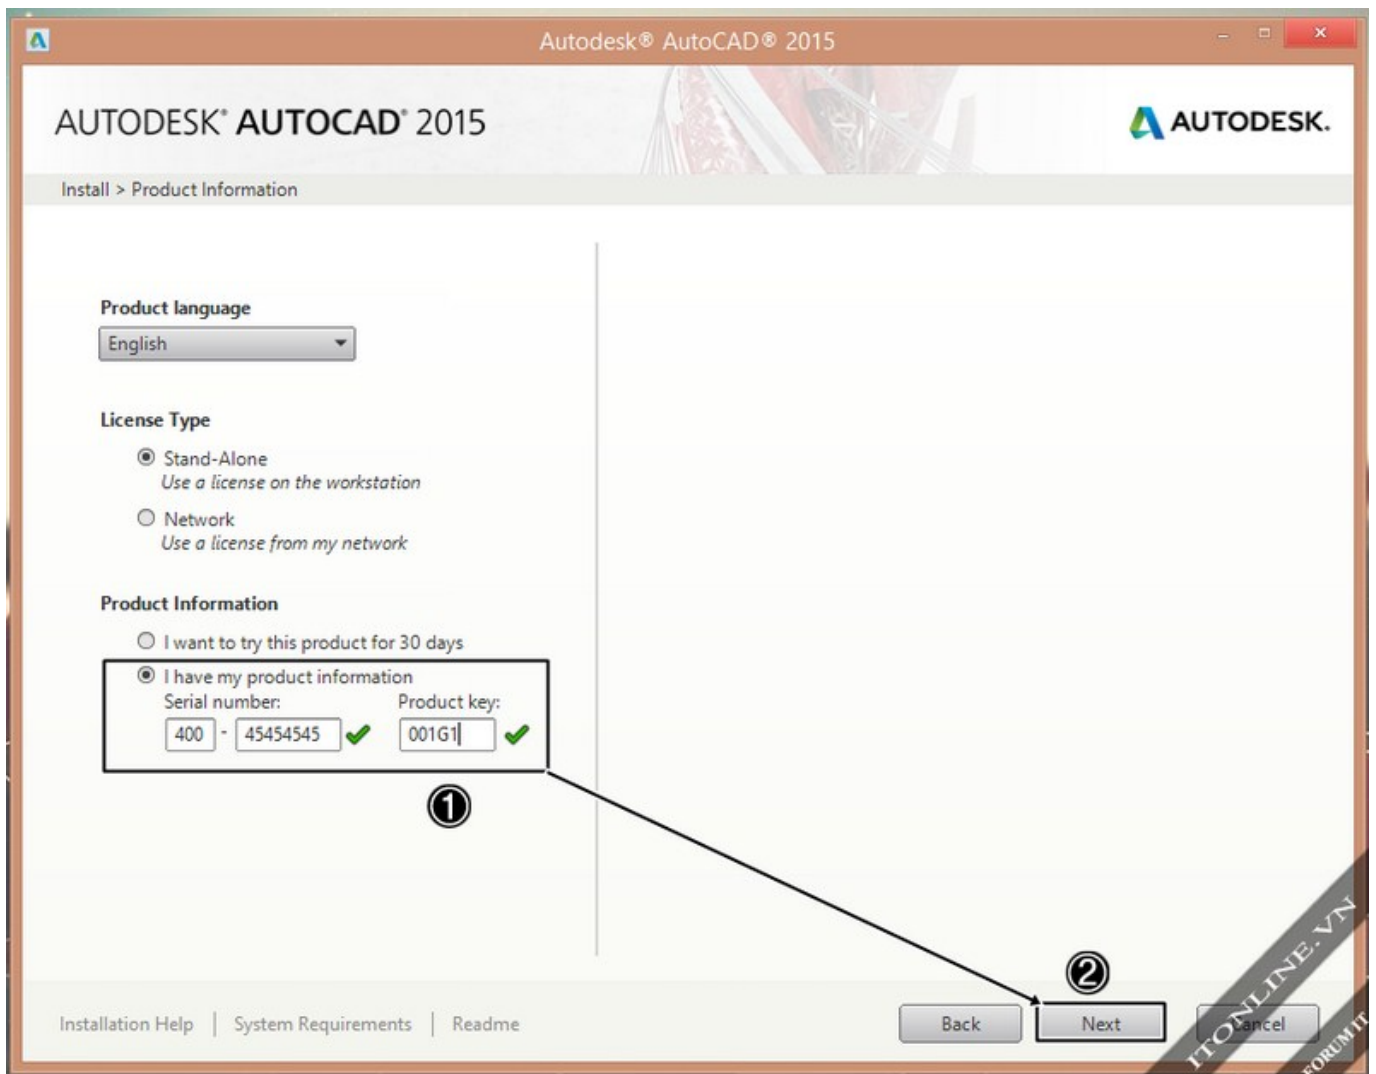 Autodesk® AutoCAD® 2015
AUTODESK® AUTOCAD® 2015
AUTODESK.
Install > Product Information
Product language
English
License Type
Stand-Alone
Use a license on the workstation
Network
Use a license from my network
Product Information
I want to try this product for 30 days
I have my product information
Serial number: Product key:
400 - 45454545 001G1
1
2
Installation Help | System Requirements | Readme
Back Next Cancel
ITONLINE.VN
FORUM IT